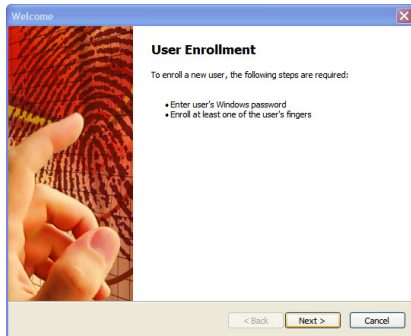 Welcome
User Enrollment
To enroll a new user, the following steps are required:
• Enter user's Windows password
• Enroll at least one of the user's fingers
< Back
Next >
Cancel